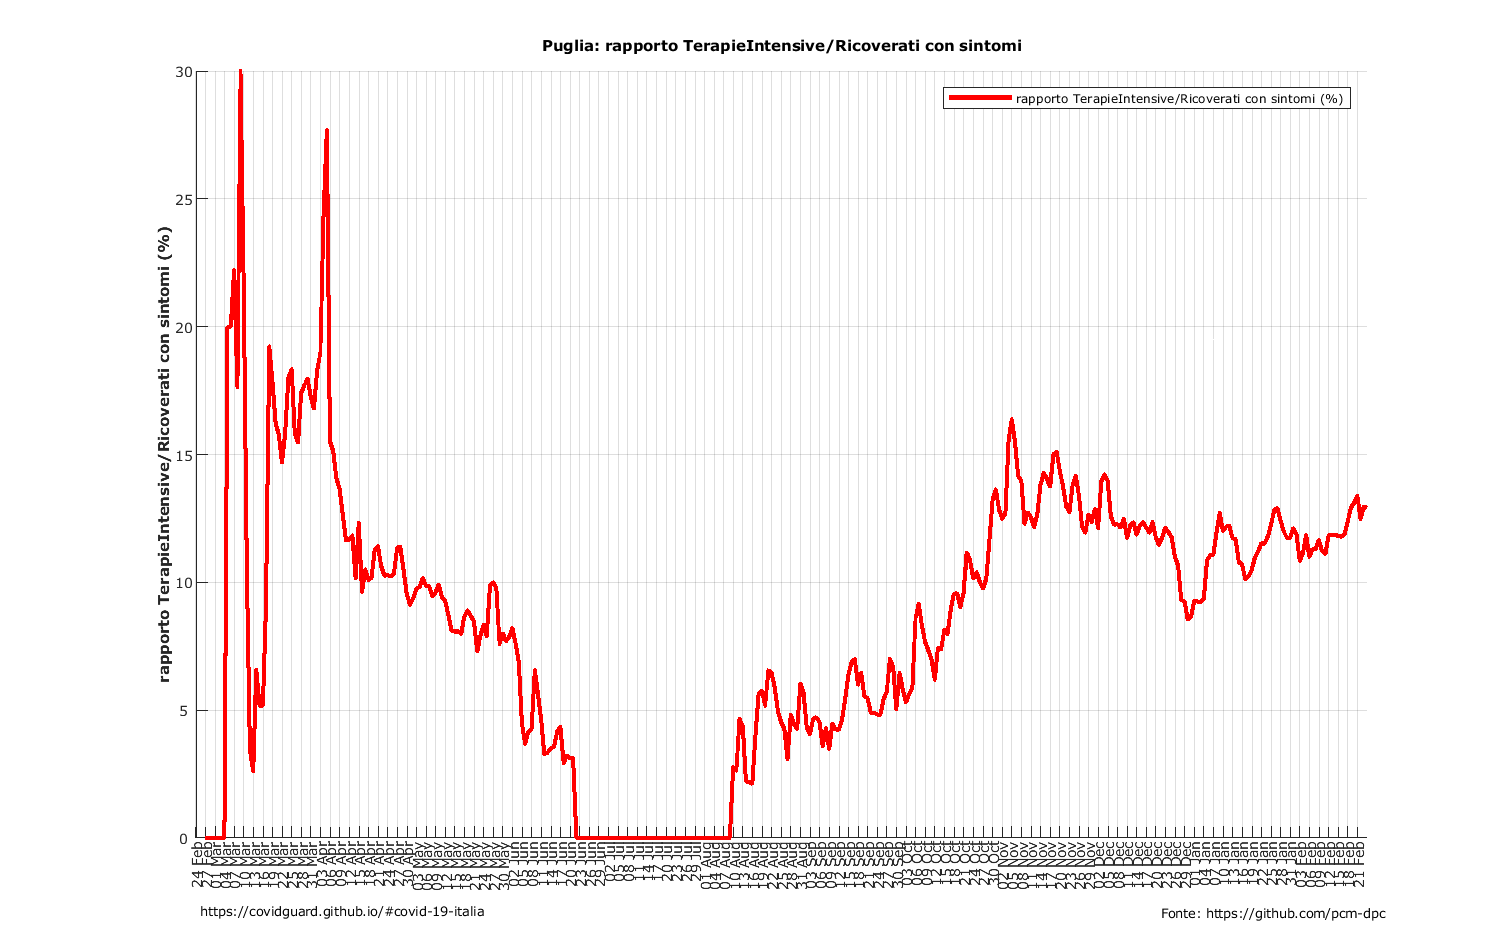 Puglia: rapporto TerapieIntensive/Ricoverati con sintomi
rapporto TerapieIntensive/Ricoverati con sintomi (%)
rapporto TerapieIntensive/Ricoverati con sintomi (%)
30
25
20
15
10
5
0
24 Feb
27 Feb
01 Mar
04 Mar
07 Mar
10 Mar
13 Mar
16 Mar
19 Mar
22 Mar
25 Mar
28 Mar
31 Mar
03 Apr
06 Apr
09 Apr
12 Apr
15 Apr
18 Apr
21 Apr
24 Apr
27 Apr
30 Apr
03 May
06 May
09 May
12 May
15 May
18 May
21 May
24 May
27 May
30 May
02 Jun
05 Jun
08 Jun
11 Jun
14 Jun
17 Jun
20 Jun
23 Jun
26 Jun
29 Jun
02 Jul
05 Jul
08 Jul
11 Jul
14 Jul
17 Jul
20 Jul
23 Jul
26 Jul
29 Jul
01 Aug
04 Aug
07 Aug
10 Aug
13 Aug
16 Aug
19 Aug
22 Aug
25 Aug
28 Aug
31 Aug
03 Sep
06 Sep
09 Sep
12 Sep
15 Sep
18 Sep
21 Sep
24 Sep
27 Sep
30 Sep
03 Oct
06 Oct
09 Oct
12 Oct
15 Oct
18 Oct
21 Oct
24 Oct
27 Oct
30 Oct
02 Nov
05 Nov
08 Nov
11 Nov
14 Nov
17 Nov
20 Nov
23 Nov
26 Nov
29 Nov
02 Dec
05 Dec
08 Dec
11 Dec
14 Dec
17 Dec
20 Dec
23 Dec
26 Dec
29 Dec
01 Jan
04 Jan
07 Jan
10 Jan
13 Jan
16 Jan
19 Jan
22 Jan
25 Jan
28 Jan
31 Jan
03 Feb
06 Feb
09 Feb
12 Feb
15 Feb
18 Feb
21 Feb
https://covidguard.github.io/#covid-19-italia
Fonte: https://github.com/pcm-dpc